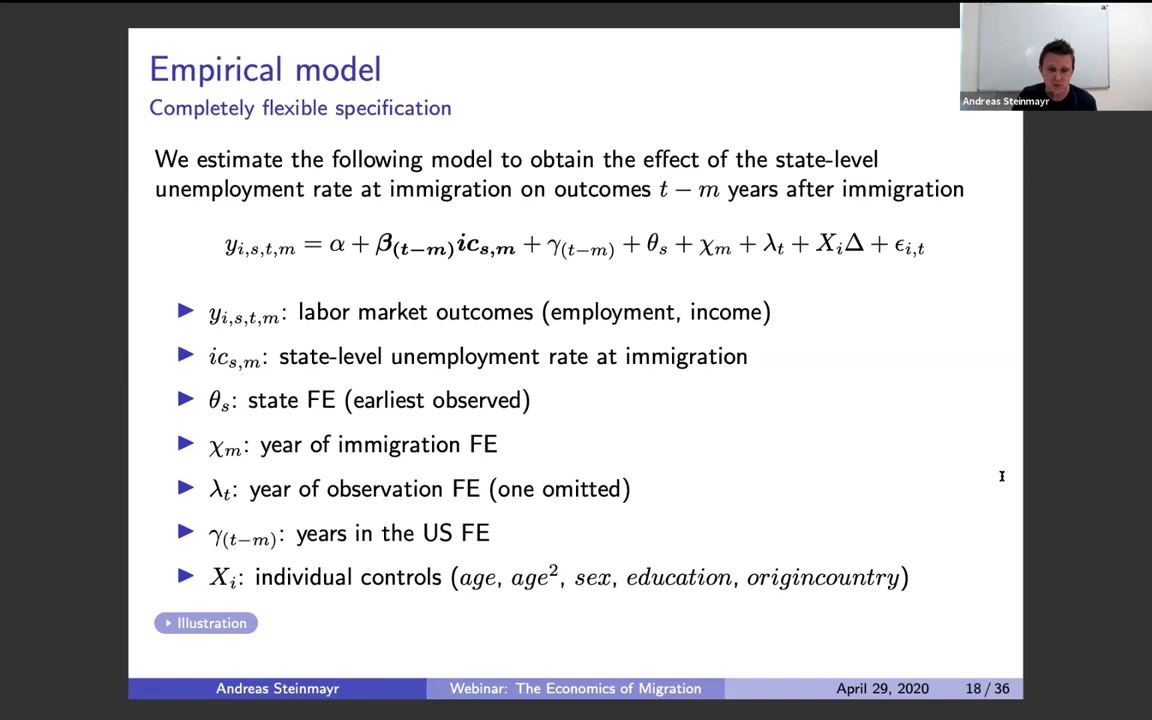 Empirical model
Completely flexible specification
We estimate the following model to obtain the effect of the state-level
unemployment rate at immigration on outcomes t − m years after immigration
y_{i,s,t,m} = α + β_{(t−m)}ic_{s,m} + γ_{(t−m)} + θ_s + χ_m + λ_t + X_iΔ + ϵ_{i,t}
▶ y_{i,s,t,m}: labor market outcomes (employment, income)
▶ ic_{s,m}: state-level unemployment rate at immigration
▶ θ_s: state FE (earliest observed)
▶ χ_m: year of immigration FE
▶ λ_t: year of observation FE (one omitted)
▶ γ_{(t−m)}: years in the US FE
▶ X_i: individual controls (age, age², sex, education, origincountry)
Illustration
Andreas Steinmayr Webinar: The Economics of Migration April 29, 2020 18 / 36
Andreas Steinmayr